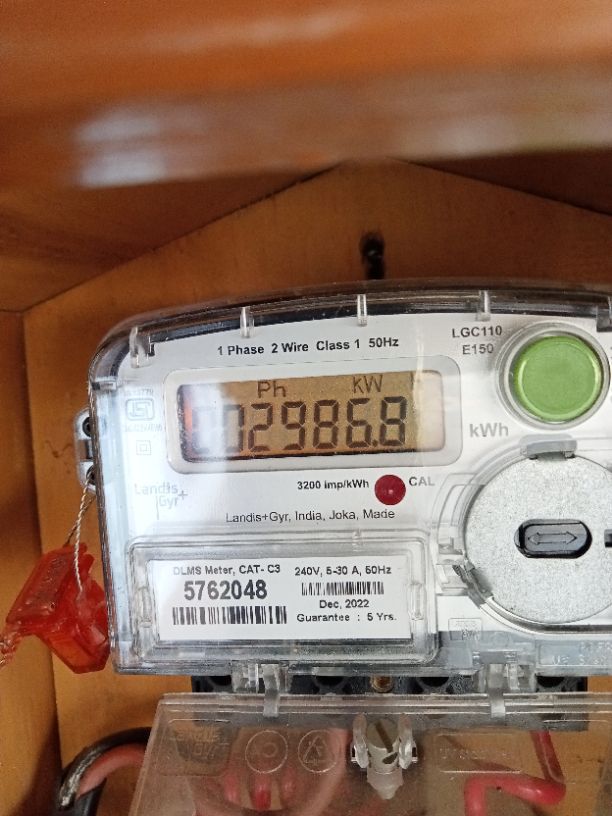 1 Phase 2 Wire Class 1 50Hz
LGC110
E150
Ph kW h
002986.8
kWh
3200 imp/kWh
CAL
Landis
Gyr+
Landis+Gyr, India, Joka, Made
DLMS Meter, CAT- C3
240V, 5-30 A, 50Hz
5762048
Dec, 2022
Guarantee : 5 Yrs.